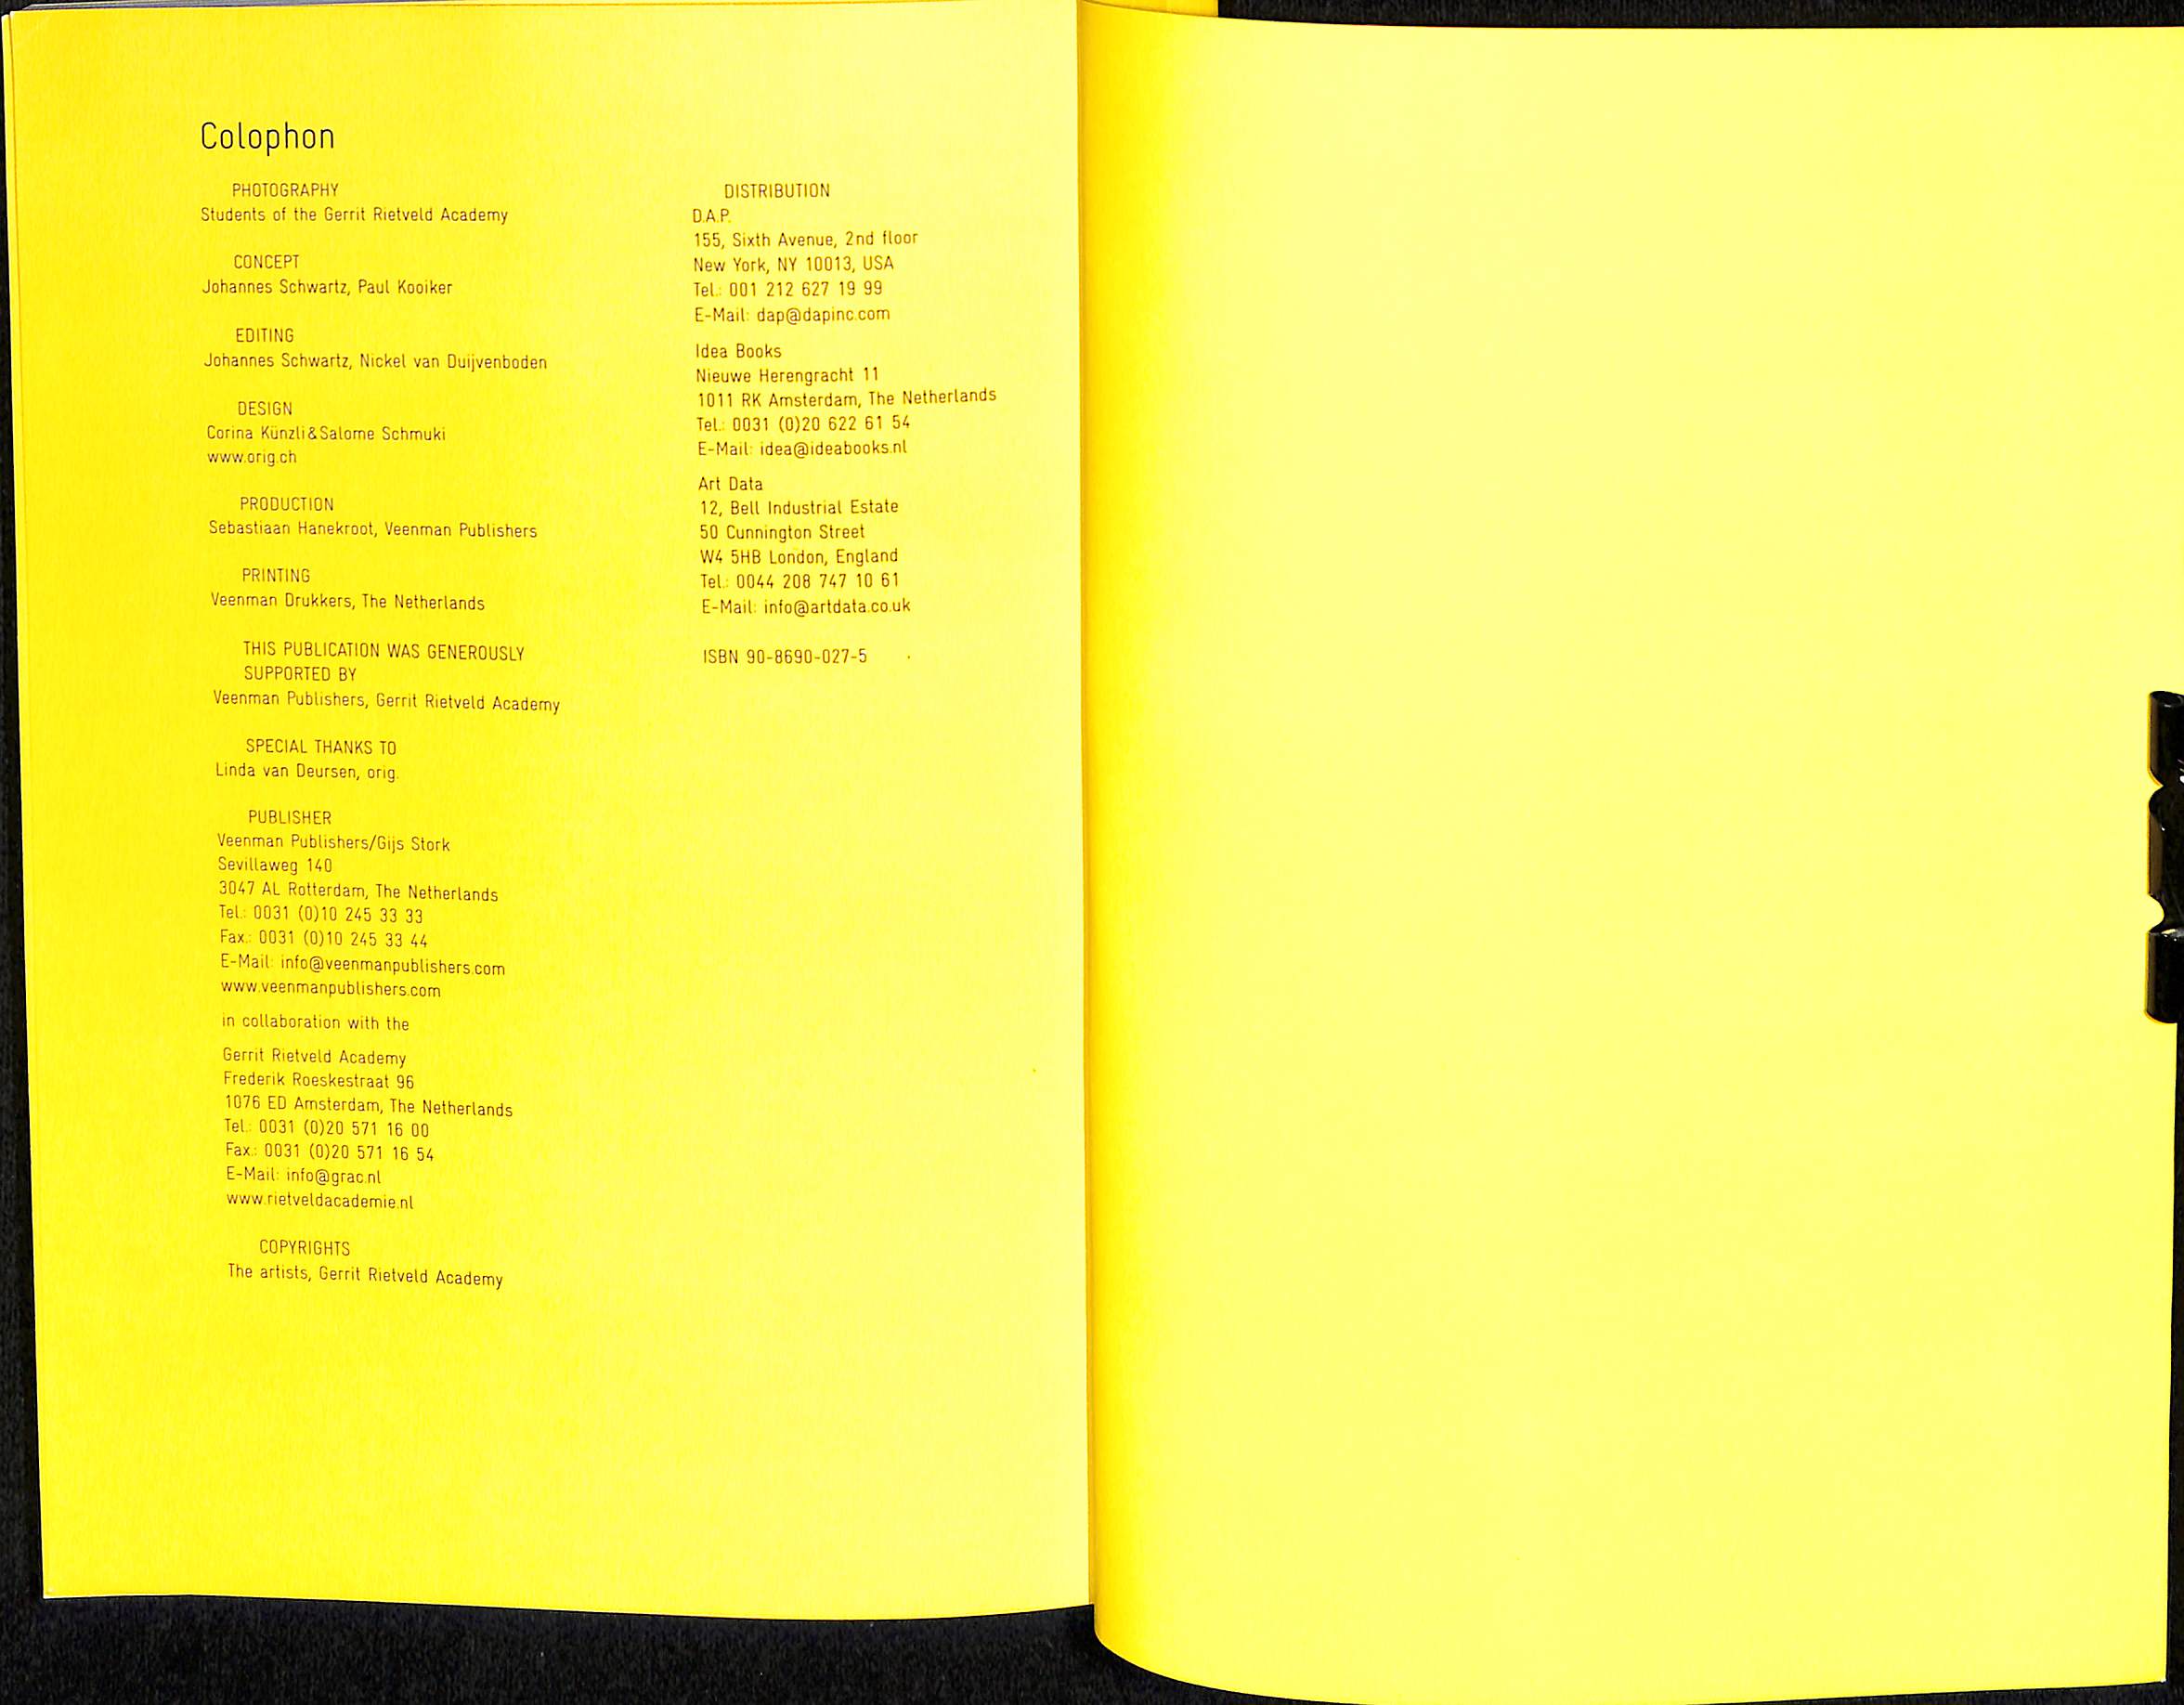 Colophon
PHOTOGRAPHY
Students of the Gerrit Rietveld Academy
CONCEPT
Johannes Schwartz, Paul Kooiker
EDITING
Johannes Schwartz, Nickel van Duijvenboden
DESIGN
Corina Künzli&Salome Schmuki
www.orig.ch
PRODUCTION
Sebastiaan Hanekroot, Veenman Publishers
PRINTING
Veenman Drukkers, The Netherlands
THIS PUBLICATION WAS GENEROUSLY
SUPPORTED BY
Veenman Publishers, Gerrit Rietveld Academy
SPECIAL THANKS TO
Linda van Deursen, orig.
PUBLISHER
Veenman Publishers/Gijs Stork
Sevillaweg 140
3047 AL Rotterdam, The Netherlands
Tel.: 0031 (0)10 245 33 33
Fax.: 0031 (0)10 245 33 44
E-Mail: info@veenmanpublishers.com
www.veenmanpublishers.com
in collaboration with the
Gerrit Rietveld Academy
Frederik Roeskestraat 96
1076 ED Amsterdam, The Netherlands
Tel.: 0031 (0)20 571 16 00
Fax.: 0031 (0)20 571 16 54
E-Mail: info@grac.nl
www.rietveldacademie.nl
COPYRIGHTS
The artists, Gerrit Rietveld Academy
DISTRIBUTION
D.A.P.
155, Sixth Avenue, 2nd floor
New York, NY 10013, USA
Tel.: 001 212 627 19 99
E-Mail: dap@dapinc.com
Idea Books
Nieuwe Herengracht 11
1011 RK Amsterdam, The Netherlands
Tel.: 0031 (0)20 622 61 54
E-Mail: idea@ideabooks.nl
Art Data
12, Bell Industrial Estate
50 Cunnington Street
W4 5HB London, England
Tel.: 0044 208 747 10 61
E-Mail: info@artdata.co.uk
ISBN 90-8690-027-5